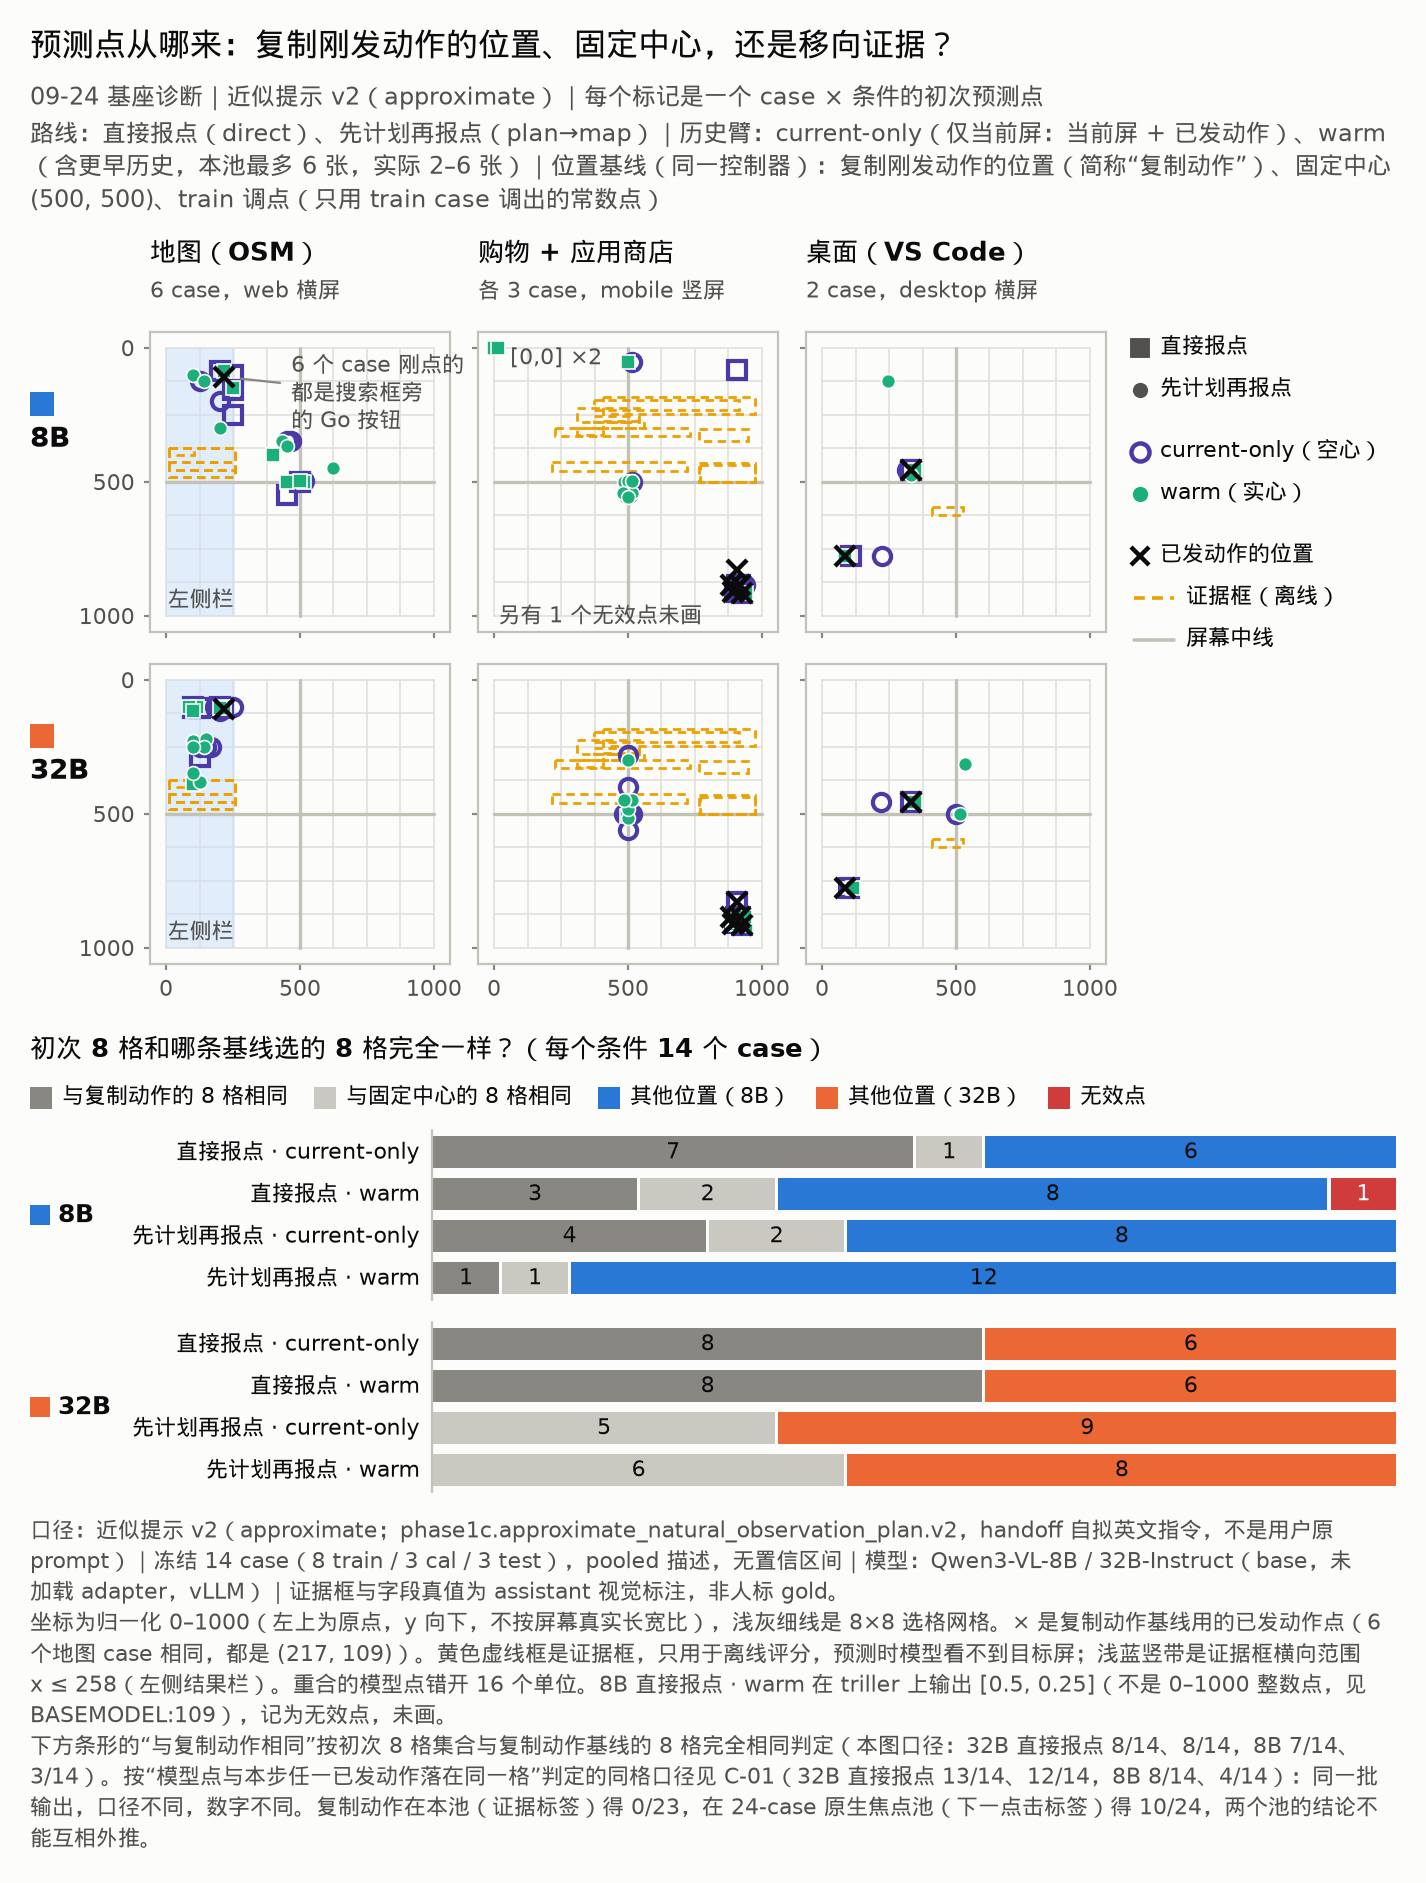 预测点从哪来：复制刚发动作的位置、固定中心，还是移向证据？
09-24 基座诊断｜近似提示 v2（approximate）｜每个标记是一个 case × 条件的初次预测点
路线：直接报点（direct）、先计划再报点（plan→map）｜历史臂：current-only（仅当前屏：当前屏 + 已发动作）、warm
（含更早历史，本池最多 6 张，实际 2–6 张）｜位置基线（同一控制器）：复制刚发动作的位置（简称“复制动作”）、固定中心
(500, 500)、train 调点（只用 train case 调出的常数点）
地图（OSM）
6 case，web 横屏
购物 + 应用商店
各 3 case，mobile 竖屏
桌面（VS Code）
2 case，desktop 横屏
8B
0
500
1000
6 个 case 刚点的
都是搜索框旁
的 Go 按钮
左侧栏
[0,0] ×2
另有 1 个无效点未画
直接报点
先计划再报点
current-only（空心）
warm（实心）
已发动作的位置
证据框（离线）
屏幕中线
32B
0
500
1000
左侧栏
0 500 1000
0 500 1000
0 500 1000
初次 8 格和哪条基线选的 8 格完全一样？（每个条件 14 个 case）
与复制动作的 8 格相同 与固定中心的 8 格相同 其他位置（8B） 其他位置（32B） 无效点
8B
直接报点 · current-only 7 1 6
直接报点 · warm 3 2 8 1
先计划再报点 · current-only 4 2 8
先计划再报点 · warm 1 1 12
32B
直接报点 · current-only 8 6
直接报点 · warm 8 6
先计划再报点 · current-only 5 9
先计划再报点 · warm 6 8
口径：近似提示 v2（approximate；phase1c.approximate_natural_observation_plan.v2，handoff 自拟英文指令，不是用户原
prompt）｜冻结 14 case（8 train / 3 cal / 3 test），pooled 描述，无置信区间｜模型：Qwen3-VL-8B / 32B-Instruct（base，未
加载 adapter，vLLM）｜证据框与字段真值为 assistant 视觉标注，非人标 gold。
坐标为归一化 0–1000（左上为原点，y 向下，不按屏幕真实长宽比），浅灰细线是 8×8 选格网格。× 是复制动作基线用的已发动作点（6
个地图 case 相同，都是 (217, 109)）。黄色虚线框是证据框，只用于离线评分，预测时模型看不到目标屏；浅蓝竖带是证据框横向范围
x ≤ 258（左侧结果栏）。重合的模型点错开 16 个单位。8B 直接报点 · warm 在 triller 上输出 [0.5, 0.25]（不是 0–1000 整数点，见
BASEMODEL:109），记为无效点，未画。
下方条形的“与复制动作相同”按初次 8 格集合与复制动作基线的 8 格完全相同判定（本图口径：32B 直接报点 8/14、8/14，8B 7/14、
3/14）。按“模型点与本步任一已发动作落在同一格”判定的同格口径见 C-01（32B 直接报点 13/14、12/14，8B 8/14、4/14）：同一批
输出，口径不同，数字不同。复制动作在本池（证据标签）得 0/23，在 24-case 原生焦点池（下一点击标签）得 10/24，两个池的结论不
能互相外推。